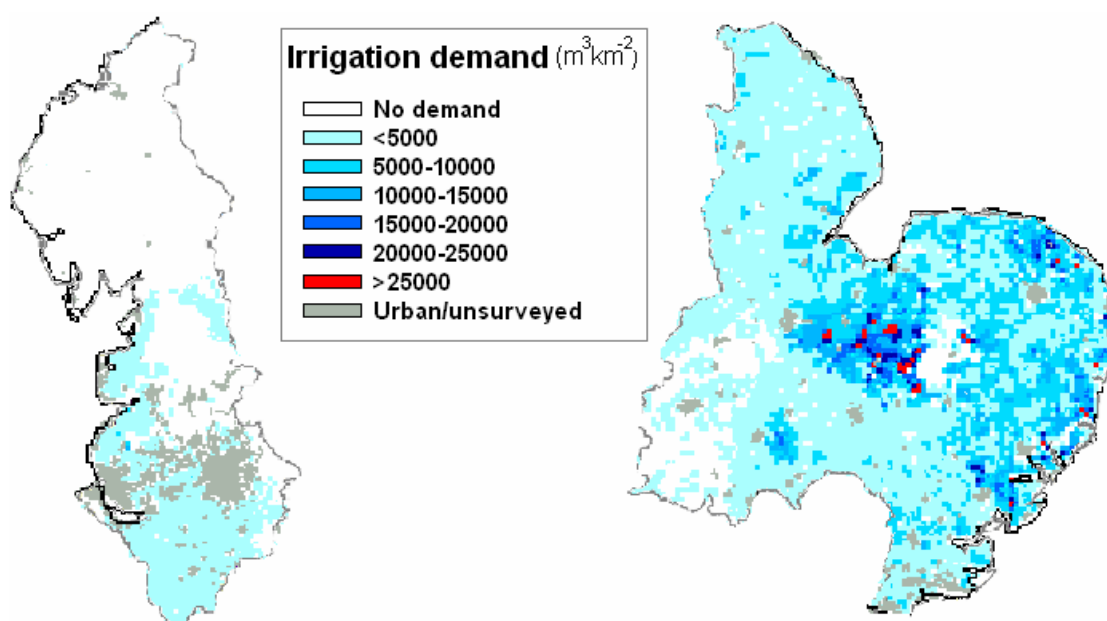 Irrigation demand (m³km⁻²)
No demand
<5000
5000-10000
10000-15000
15000-20000
20000-25000
>25000
Urban/unsurveyed